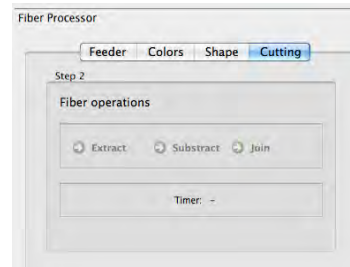 Fiber Processor
Feeder Colors Shape Cutting
Step 2
Fiber operations
Extract Substract Join
Timer: -